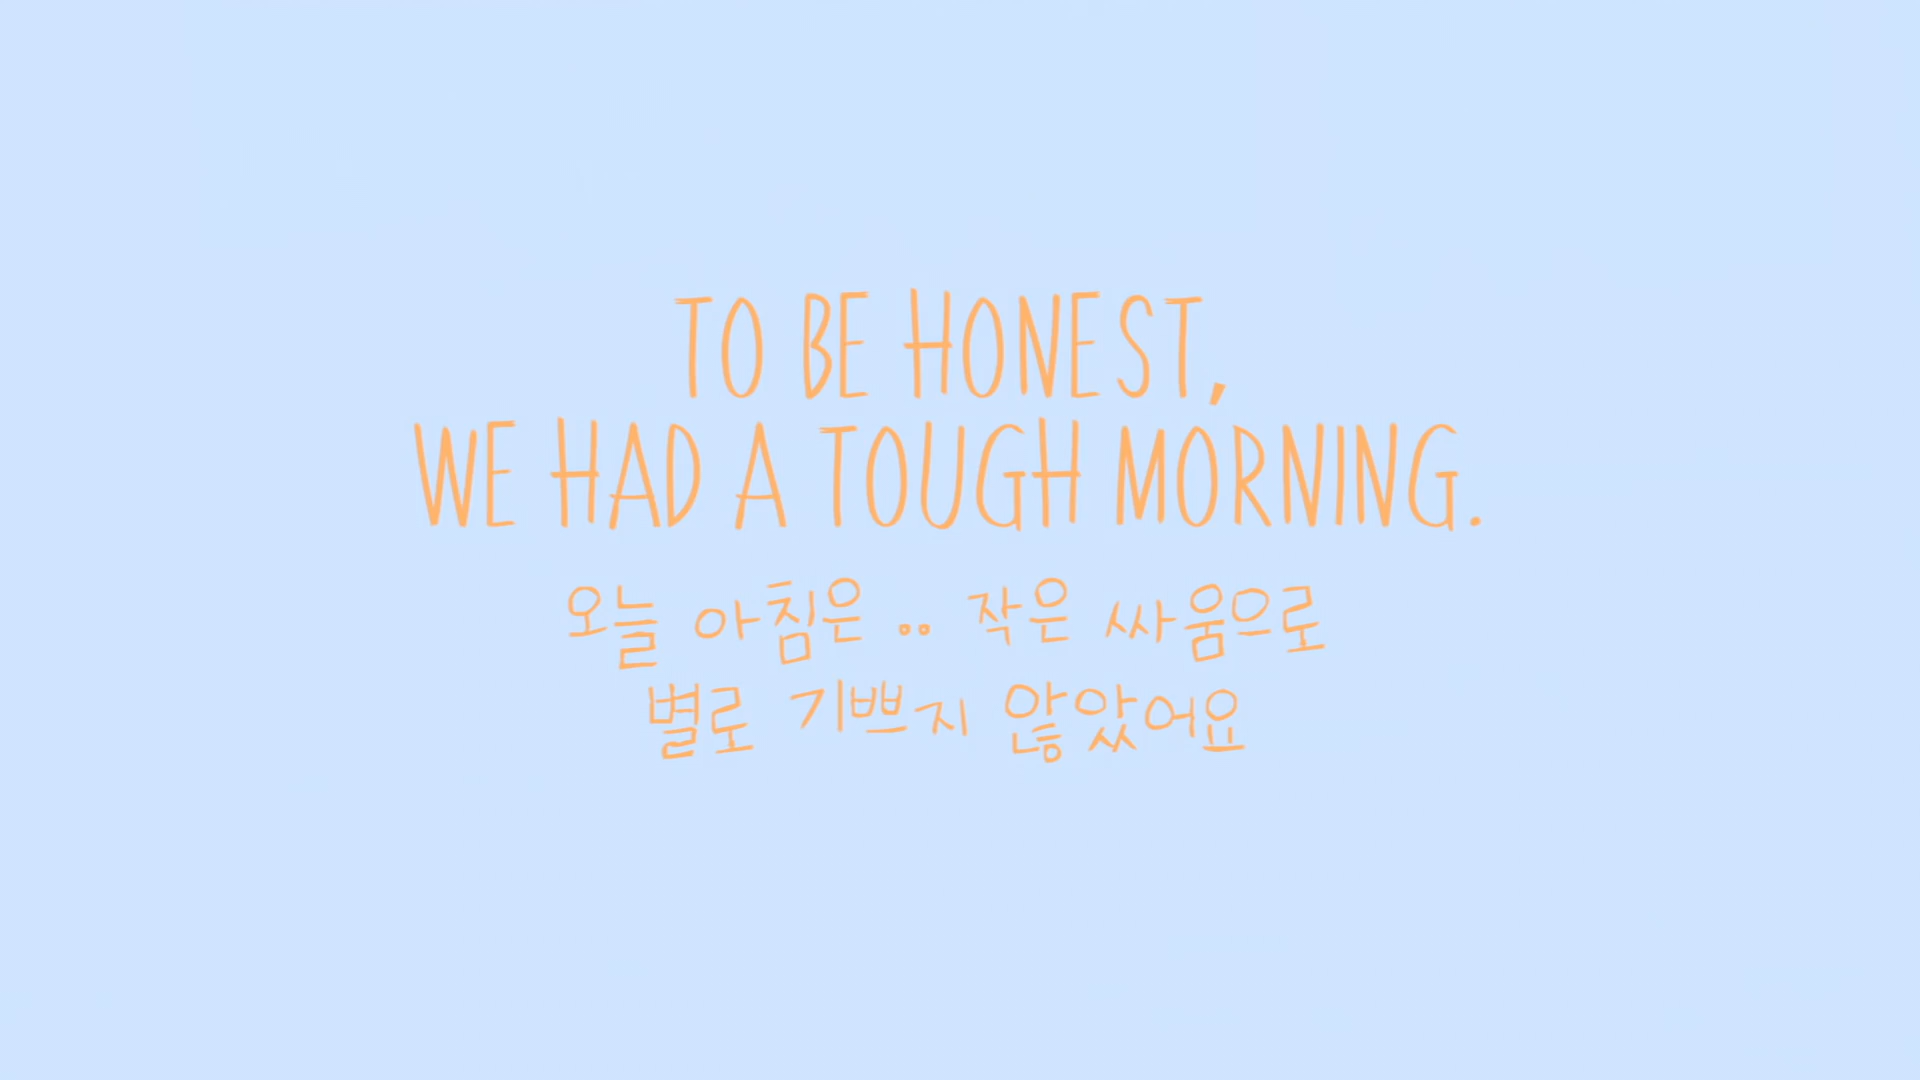 TO BE HONEST,
WE HAD A TOUGH MORNING.
오늘 아침은 .. 작은 싸움으로
별로 기쁘지 않았어요